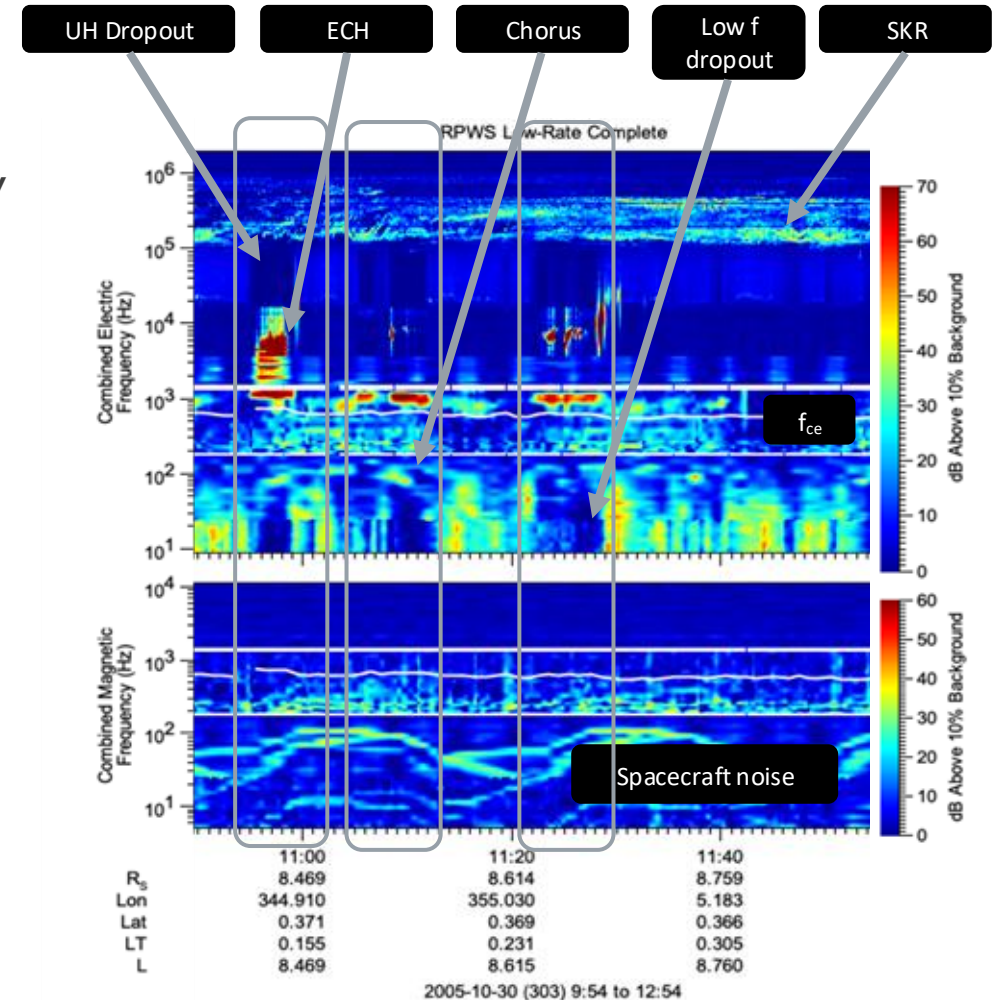 UH Dropout
ECH
Chorus
Low f
dropout
SKR
RPWS Low-Rate Complete
Combined Electric
Frequency (Hz)
10⁶
10⁵
10⁴
10³
10²
10¹
f_ce
70
60
50
40
30
20
10
0
dB Above 10% Background
Combined Magnetic
Frequency (Hz)
10⁴
10³
10²
10¹
Spacecraft noise
60
50
40
30
20
10
0
dB Above 10% Background
11:00 11:20 11:40
R_S 8.469 8.614 8.759
Lon 344.910 355.030 5.183
Lat 0.371 0.369 0.366
LT 0.155 0.231 0.305
L 8.469 8.615 8.760
2005-10-30 (303) 9:54 to 12:54